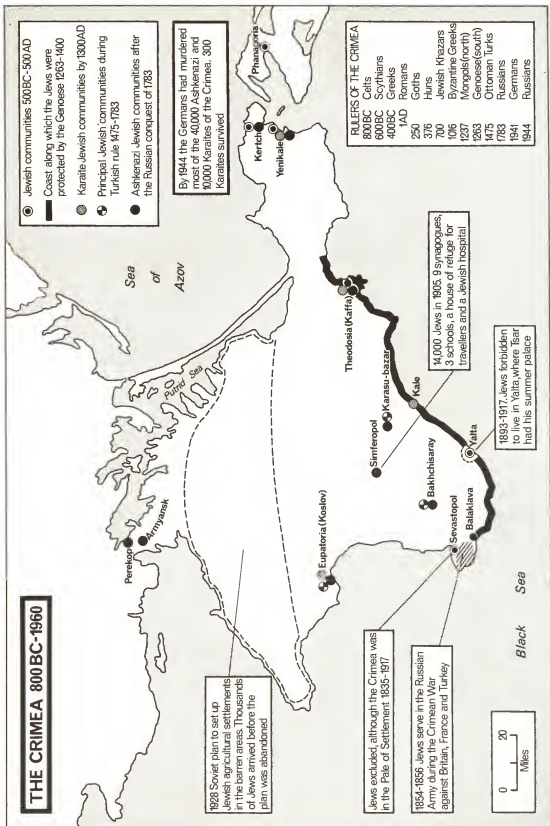 THE CRIMEA 800 BC-1960
Jewish communities 500BC-500AD
Coast along which the Jews were
protected by the Genoese 1263-1400
Karaite Jewish communities by 1300AD
Principal Jewish communities during
Turkish rule 1475-1783
Ashkenazi Jewish communities after
the Russian conquest of 1783
By 1944 the Germans had murdered
most of the 40,000 Ashkenazi and
10,000 Karaites of the Crimea. 300
Karaites survived
RULERS OF THE CRIMEA
800BC Celts
600BC Scythians
400BC Greeks
1AD Romans
250 Goths
376 Huns
700 Jewish Khazars
1016 Byzantine Greeks
1237 Mongols(north)
1263 Genoese(south)
1475 Ottoman Turks
1783 Russians
1941 Germans
1944 Russians
Sea
of
Azov
Putrid Sea
Perekop
Armyansk
Phanagoria
Kertch
Yenikale
Theodosia (Kaffa)
Karasu-bazar
Simferopol
Kale
Bakhchisaray
Yalta
Eupatoria (Koslov)
Sevastopol
Balaklava
Black Sea
1928 Soviet plan to set up
Jewish agricultural settlements
in the barren areas. Thousands
of Jews arrived before the
plan was abandoned
14,000 Jews in 1905. 9 synagogues,
3 schools, a house of refuge for
travellers and a Jewish hospital
1893-1917. Jews forbidden
to live in Yalta, where Tsar
had his summer palace
Jews excluded, although the Crimea was
in the Pale of Settlement 1835-1917
1854-1856 Jews serve in the Russian
Army during the Crimean War
against Britain, France and Turkey
0 20
Miles